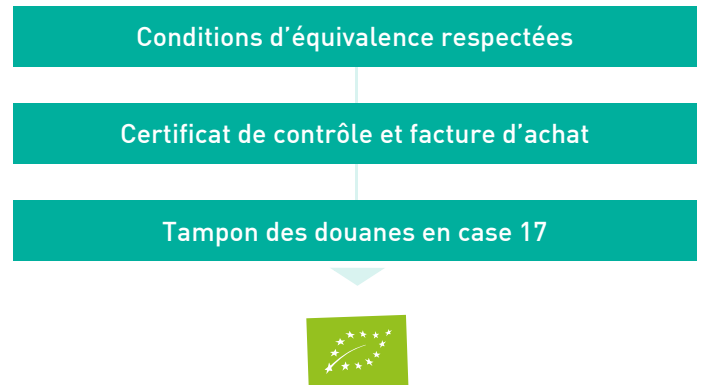 Conditions d'équivalence respectées
Certificat de contrôle et facture d'achat
Tampon des douanes en case 17